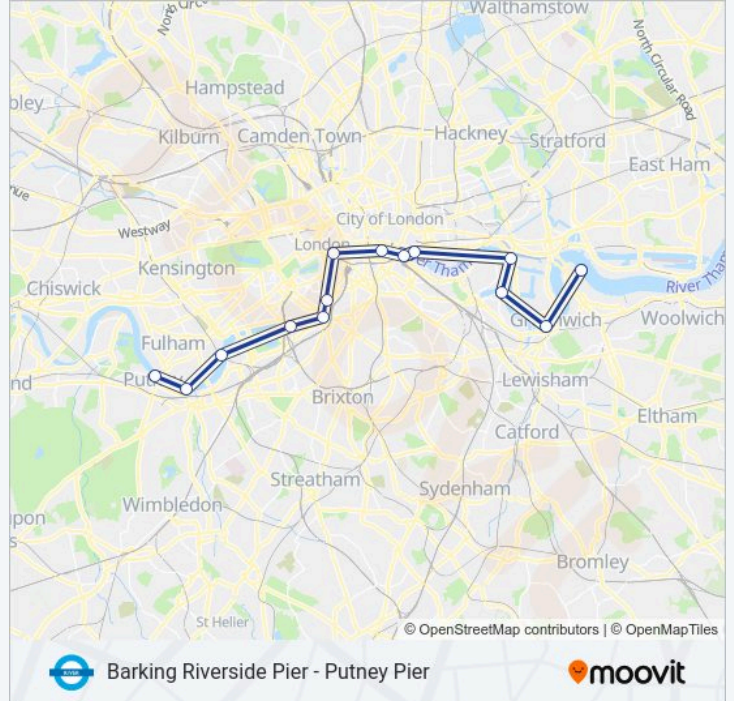 Walthamstow
North Circular Road
Hampstead
Kilburn
Camden Town
Hackney
Stratford
East Ham
Westway
City of London
London
Kensington
River Tham
Chiswick
Fulham
Woolwich
Brixton
Lewisham
Eltham
Catford
Streatham
Sydenham
Wimbledon
Bromley
St Helier
© OpenStreetMap contributors | © OpenMapTiles
RIVER
Barking Riverside Pier - Putney Pier
moovit